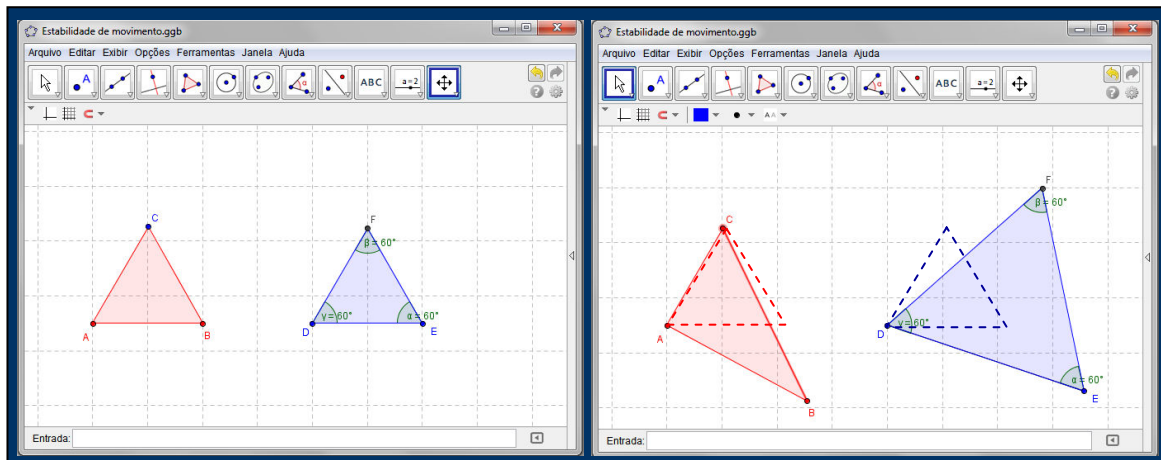 Estabilidade de movimento.ggb
Arquivo Editar Exibir Opções Ferramentas Janela Ajuda
A
α
ABC
a=2
C
F
β = 60°
γ = 60°
α = 60°
A
B
D
E
Entrada:
Estabilidade de movimento.ggb
Arquivo Editar Exibir Opções Ferramentas Janela Ajuda
A
α
ABC
a=2
AA
F
β = 60°
C
γ = 60°
A
D
α = 60°
E
B
Entrada: